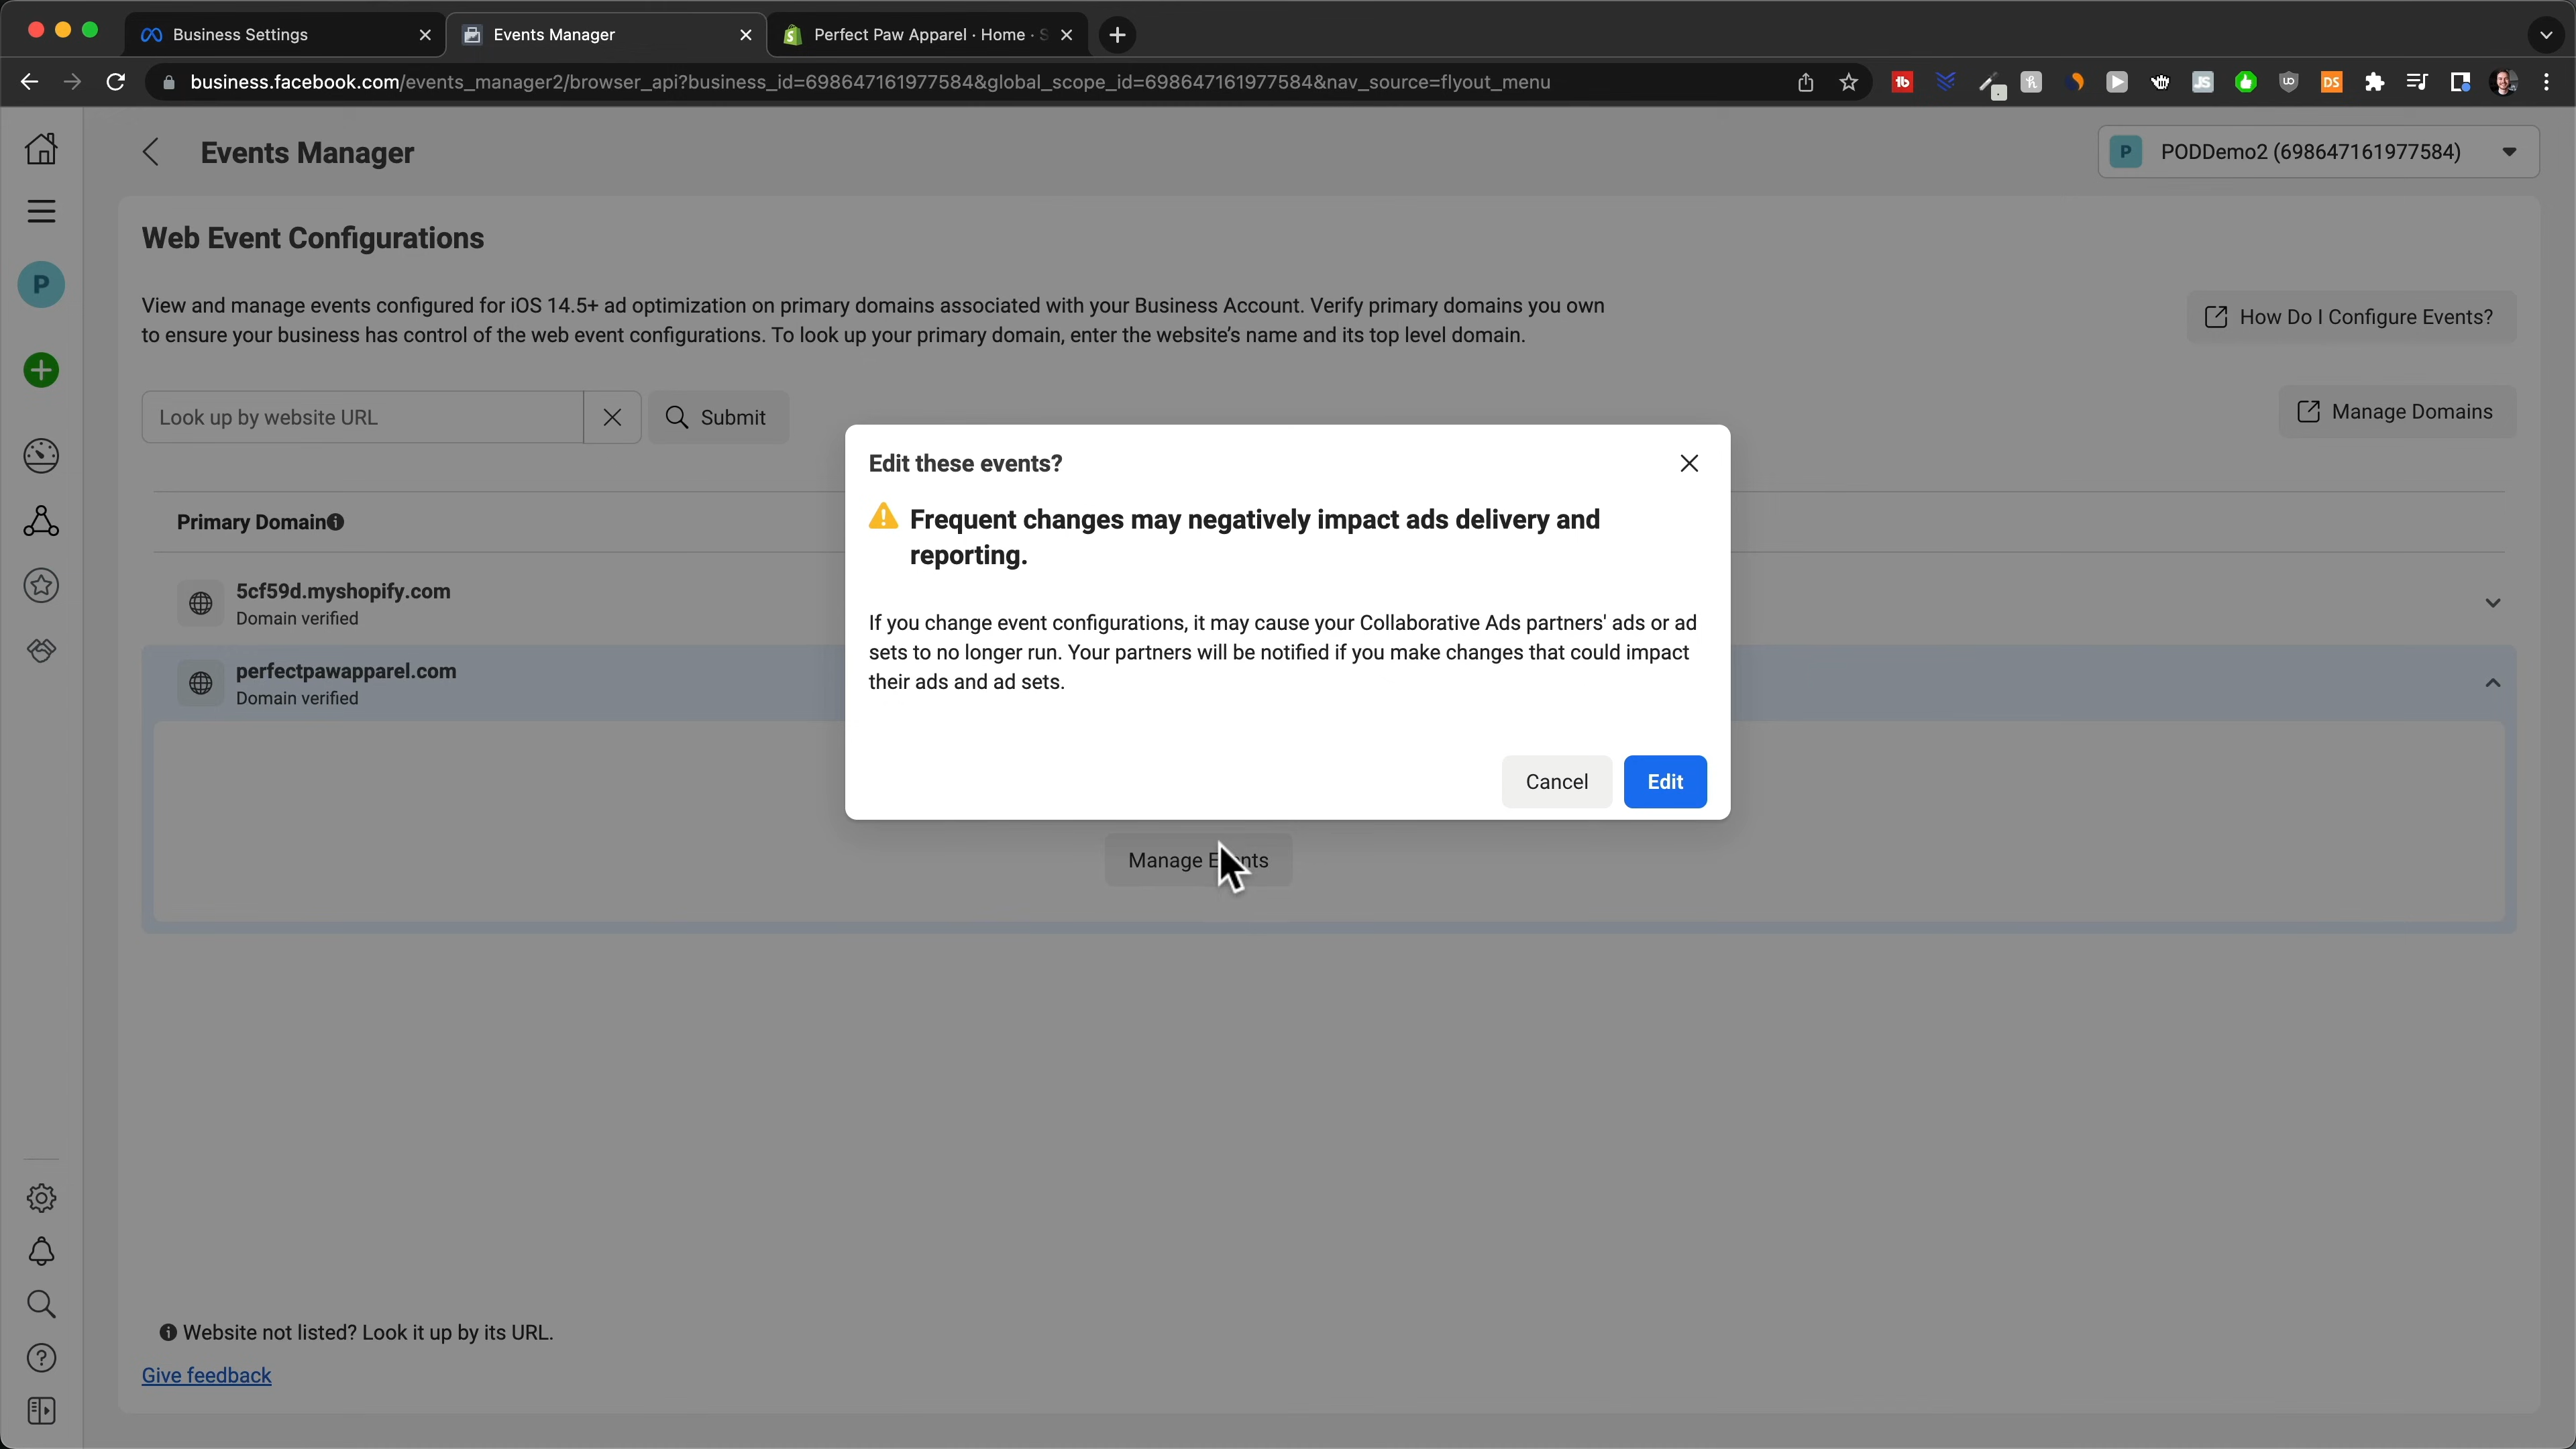 Business Settings
Events Manager
Perfect Paw Apparel · Home · S
business.facebook.com/events_manager2/browser_api?business_id=698647161977584&global_scope_id=698647161977584&nav_source=flyout_menu
Events Manager
P PODDemo2 (698647161977584)
P
Web Event Configurations
View and manage events configured for iOS 14.5+ ad optimization on primary domains associated with your Business Account. Verify primary domains you own
to ensure your business has control of the web event configurations. To look up your primary domain, enter the website's name and its top level domain.
How Do I Configure Events?
Look up by website URL
Submit
Manage Domains
Primary Domain
5cf59d.myshopify.com
Domain verified
perfectpawapparel.com
Domain verified
Edit these events?
Frequent changes may negatively impact ads delivery and
reporting.
If you change event configurations, it may cause your Collaborative Ads partners' ads or ad
sets to no longer run. Your partners will be notified if you make changes that could impact
their ads and ad sets.
Cancel
Edit
Manage Events
Website not listed? Look it up by its URL.
Give feedback